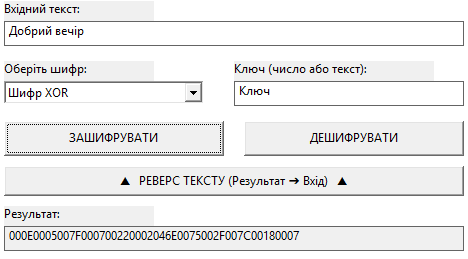 Вхідний текст:
Добрий вечір
Оберіть шифр: Ключ (число або текст):
Шифр XOR Ключ
ЗАШИФРУВАТИ ДЕШИФРУВАТИ
▲ РЕВЕРС ТЕКСТУ (Результат ➔ Вхід) ▲
Результат:
000E0005007F000700220002046E0075002F007C00180007